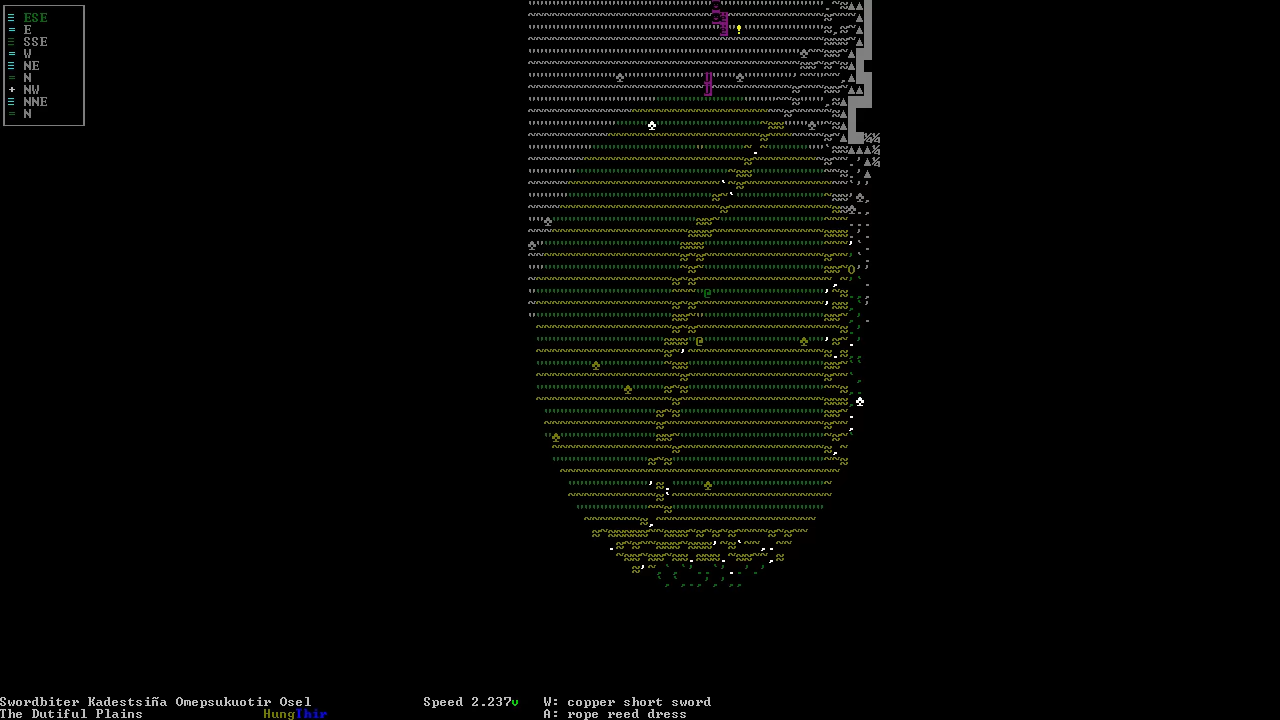 ESE
E
SSE
W
NE
N
NW
NNE
N
Swordbiter Kadestsiña Omepsukuotir Osel
Speed 2.237
W: copper short sword
The Dutiful Plains
HungThir
A: rope reed dress